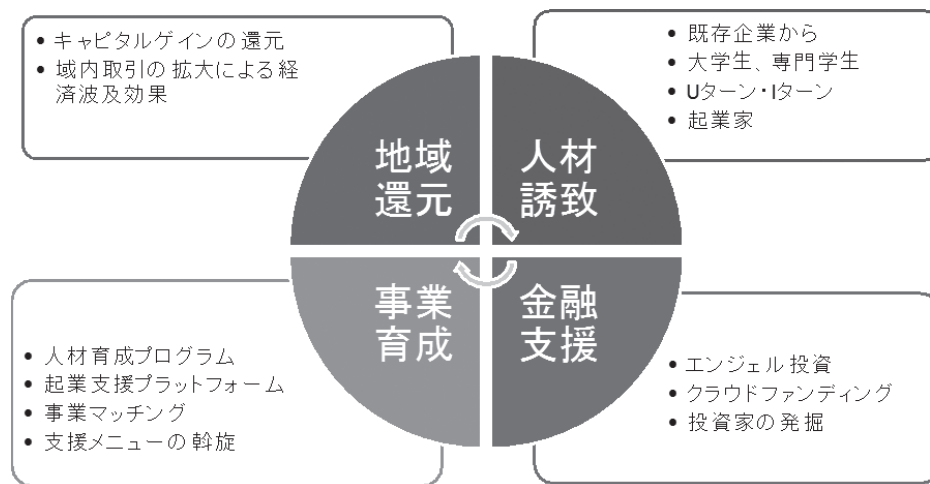 • キャピタルゲインの還元
• 域内取引の拡大による経
済波及効果
• 既存企業から
• 大学生、専門学生
• Uターン・Iターン
• 起業家
地域
還元
人材
誘致
事業
育成
金融
支援
• 人材育成プログラム
• 起業支援プラットフォーム
• 事業マッチング
• 支援メニューの斡旋
• エンジェル投資
• クラウドファンディング
• 投資家の発掘